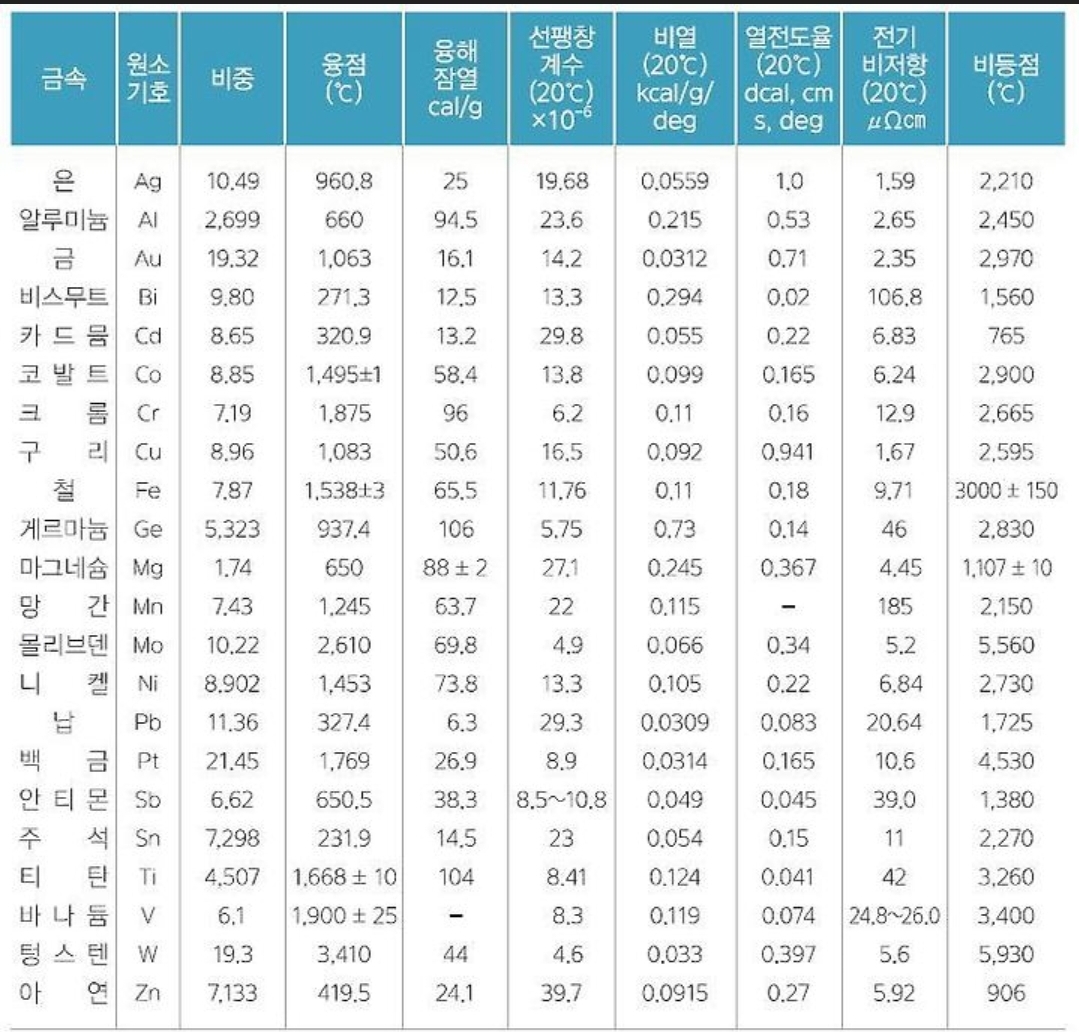 금속 원소 기호 비중 융점 (℃) 융해 잠열 cal/g 선팽창 계수 (20℃) ×10⁻⁶ 비열 (20℃) kcal/g/deg 열전도율 (20℃) dcal, cm s, deg 전기 비저항 (20℃) μΩcm 비등점 (℃)
은 Ag 10.49 960.8 25 19.68 0.0559 1.0 1.59 2,210
알루미늄 Al 2,699 660 94.5 23.6 0.215 0.53 2.65 2,450
금 Au 19.32 1,063 16.1 14.2 0.0312 0.71 2.35 2,970
비스무트 Bi 9.80 271.3 12.5 13.3 0.294 0.02 106.8 1,560
카드뮴 Cd 8.65 320.9 13.2 29.8 0.055 0.22 6.83 765
코발트 Co 8.85 1,495±1 58.4 13.8 0.099 0.165 6.24 2,900
크롬 Cr 7.19 1,875 96 6.2 0.11 0.16 12.9 2,665
구리 Cu 8.96 1,083 50.6 16.5 0.092 0.941 1.67 2,595
철 Fe 7.87 1,538±3 65.5 11.76 0.11 0.18 9.71 3000 ± 150
게르마늄 Ge 5,323 937.4 106 5.75 0.73 0.14 46 2,830
마그네슘 Mg 1.74 650 88 ± 2 27.1 0.245 0.367 4.45 1,107 ± 10
망간 Mn 7.43 1,245 63.7 22 0.115 – 185 2,150
몰리브덴 Mo 10.22 2,610 69.8 4.9 0.066 0.34 5.2 5,560
니켈 Ni 8.902 1,453 73.8 13.3 0.105 0.22 6.84 2,730
납 Pb 11.36 327.4 6.3 29.3 0.0309 0.083 20.64 1,725
백금 Pt 21.45 1,769 26.9 8.9 0.0314 0.165 10.6 4,530
안티몬 Sb 6.62 650.5 38.3 8.5~10.8 0.049 0.045 39.0 1,380
주석 Sn 7,298 231.9 14.5 23 0.054 0.15 11 2,270
티탄 Ti 4,507 1,668 ± 10 104 8.41 0.124 0.041 42 3,260
바나듐 V 6.1 1,900 ± 25 – 8.3 0.119 0.074 24.8~26.0 3,400
텅스텐 W 19.3 3,410 44 4.6 0.033 0.397 5.6 5,930
아연 Zn 7,133 419.5 24.1 39.7 0.0915 0.27 5.92 906